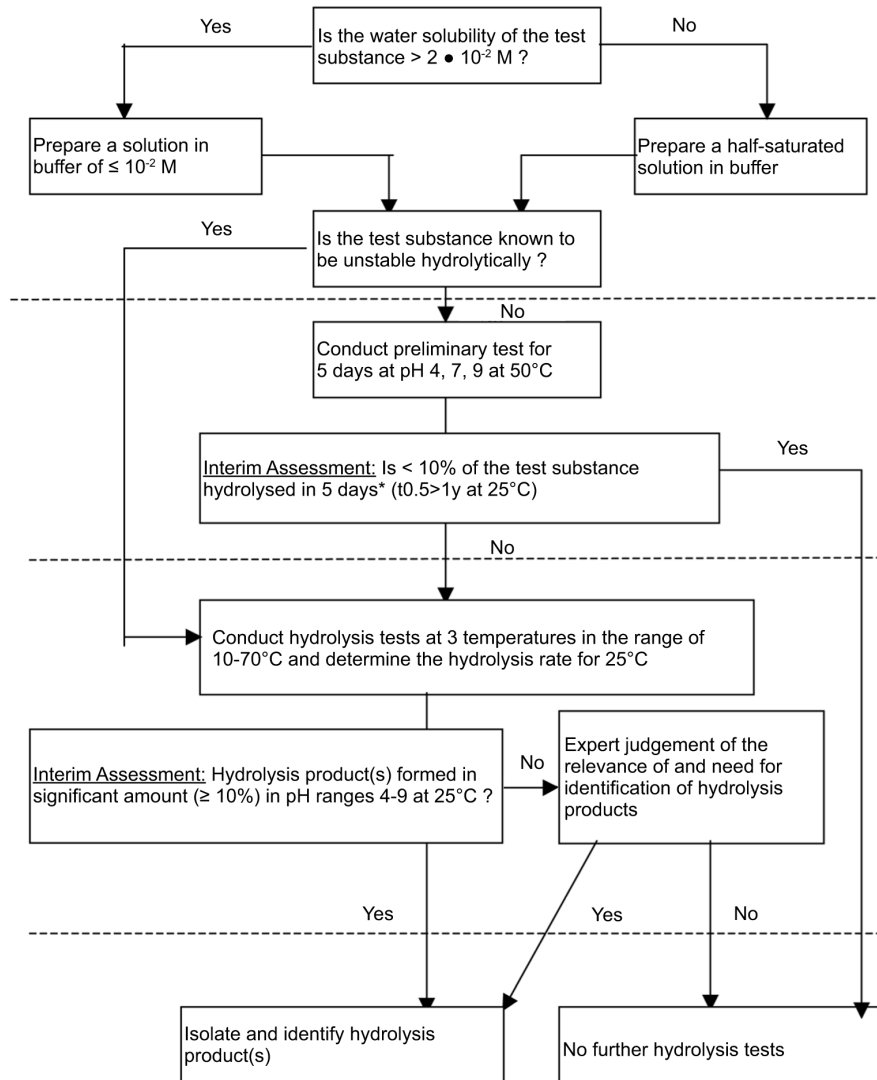 Yes
Is the water solubility of the test
substance > 2 ● 10⁻² M ?
No
Prepare a solution in
buffer of ≤ 10⁻² M
Prepare a half-saturated
solution in buffer
Yes
Is the test substance known to
be unstable hydrolytically ?
No
Conduct preliminary test for
5 days at pH 4, 7, 9 at 50°C
Interim Assessment: Is < 10% of the test substance
hydrolysed in 5 days* (t0.5>1y at 25°C)
Yes
No
Conduct hydrolysis tests at 3 temperatures in the range of
10-70°C and determine the hydrolysis rate for 25°C
Interim Assessment: Hydrolysis product(s) formed in
significant amount (≥ 10%) in pH ranges 4-9 at 25°C ?
No
Expert judgement of the
relevance of and need for
identification of hydrolysis
products
Yes
Yes
No
Isolate and identify hydrolysis
product(s)
No further hydrolysis tests